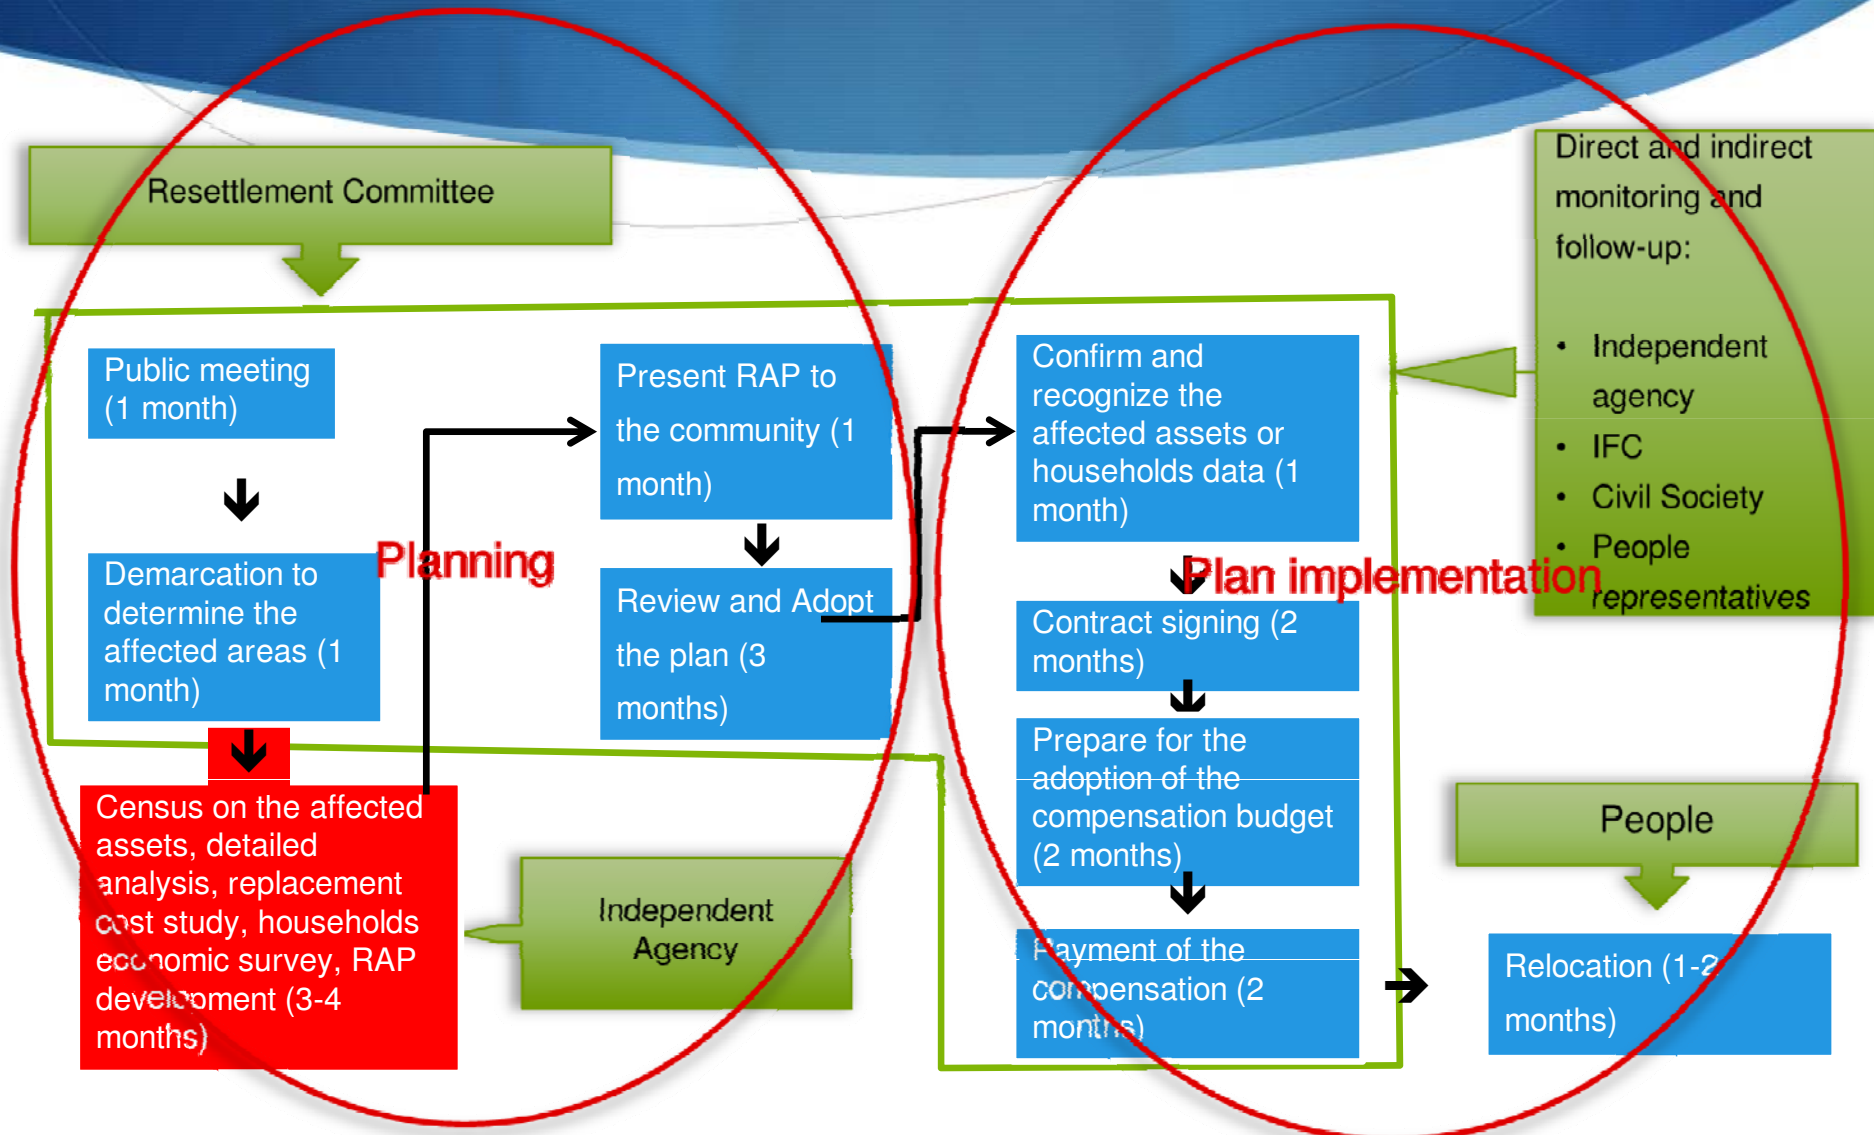 Resettlement Committee
Public meeting
(1 month)
Demarcation to
determine the
affected areas (1
month)
Census on the affected
assets, detailed
analysis, replacement
cost study, households
economic survey, RAP
development (3-4
months)
Independent
Agency
Planning
Present RAP to
the community (1
month)
Review and Adopt
the plan (3
months)
Confirm and
recognize the
affected assets or
households data (1
month)
Plan implementation
Contract signing (2
months)
Prepare for the
adoption of the
compensation budget
(2 months)
Payment of the
compensation (2
months)
Direct and indirect
monitoring and
follow-up:
• Independent
agency
• IFC
• Civil Society
• People
representatives
People
Relocation (1-2
months)